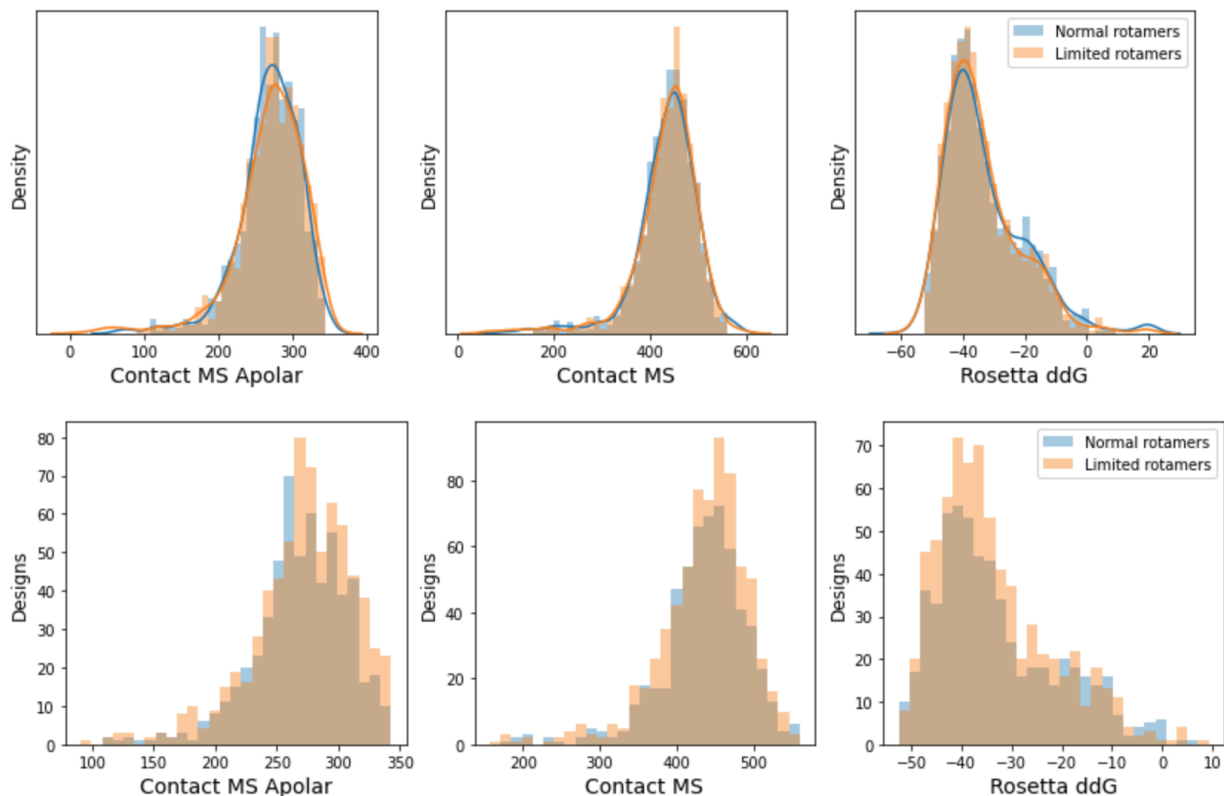 Normal rotamers
Limited rotamers
Density
Density
Density
0 100 200 300 400
0 200 400 600
−60 −40 −20 0 20
Contact MS Apolar
Contact MS
Rosetta ddG
80
70
60
50
40
30
20
10
0
Designs
100 150 200 250 300 350
Contact MS Apolar
80
60
40
20
0
Designs
200 300 400 500
Contact MS
Normal rotamers
Limited rotamers
70
60
50
40
30
20
10
0
Designs
−50 −40 −30 −20 −10 0 10
Rosetta ddG